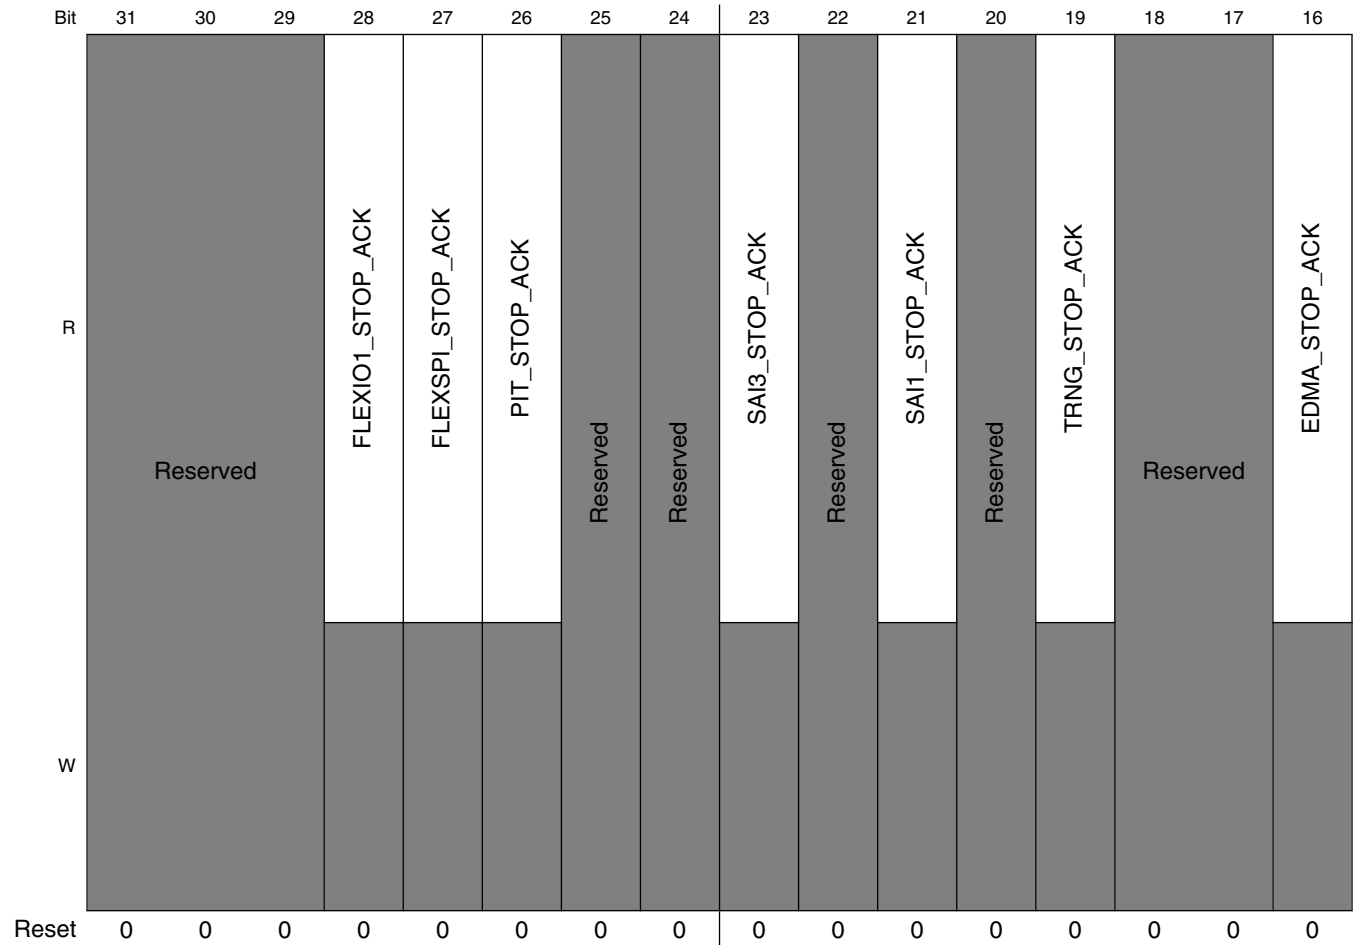 Bit 31 30 29 28 27 26 25 24 23 22 21 20 19 18 17 16
R
FLEXIO1_STOP_ACK
FLEXSPI_STOP_ACK
PIT_STOP_ACK
SAI3_STOP_ACK
SAI1_STOP_ACK
TRNG_STOP_ACK
EDMA_STOP_ACK
Reserved
Reserved
Reserved
Reserved
Reserved
Reserved
W
Reset 0 0 0 0 0 0 0 0 0 0 0 0 0 0 0 0